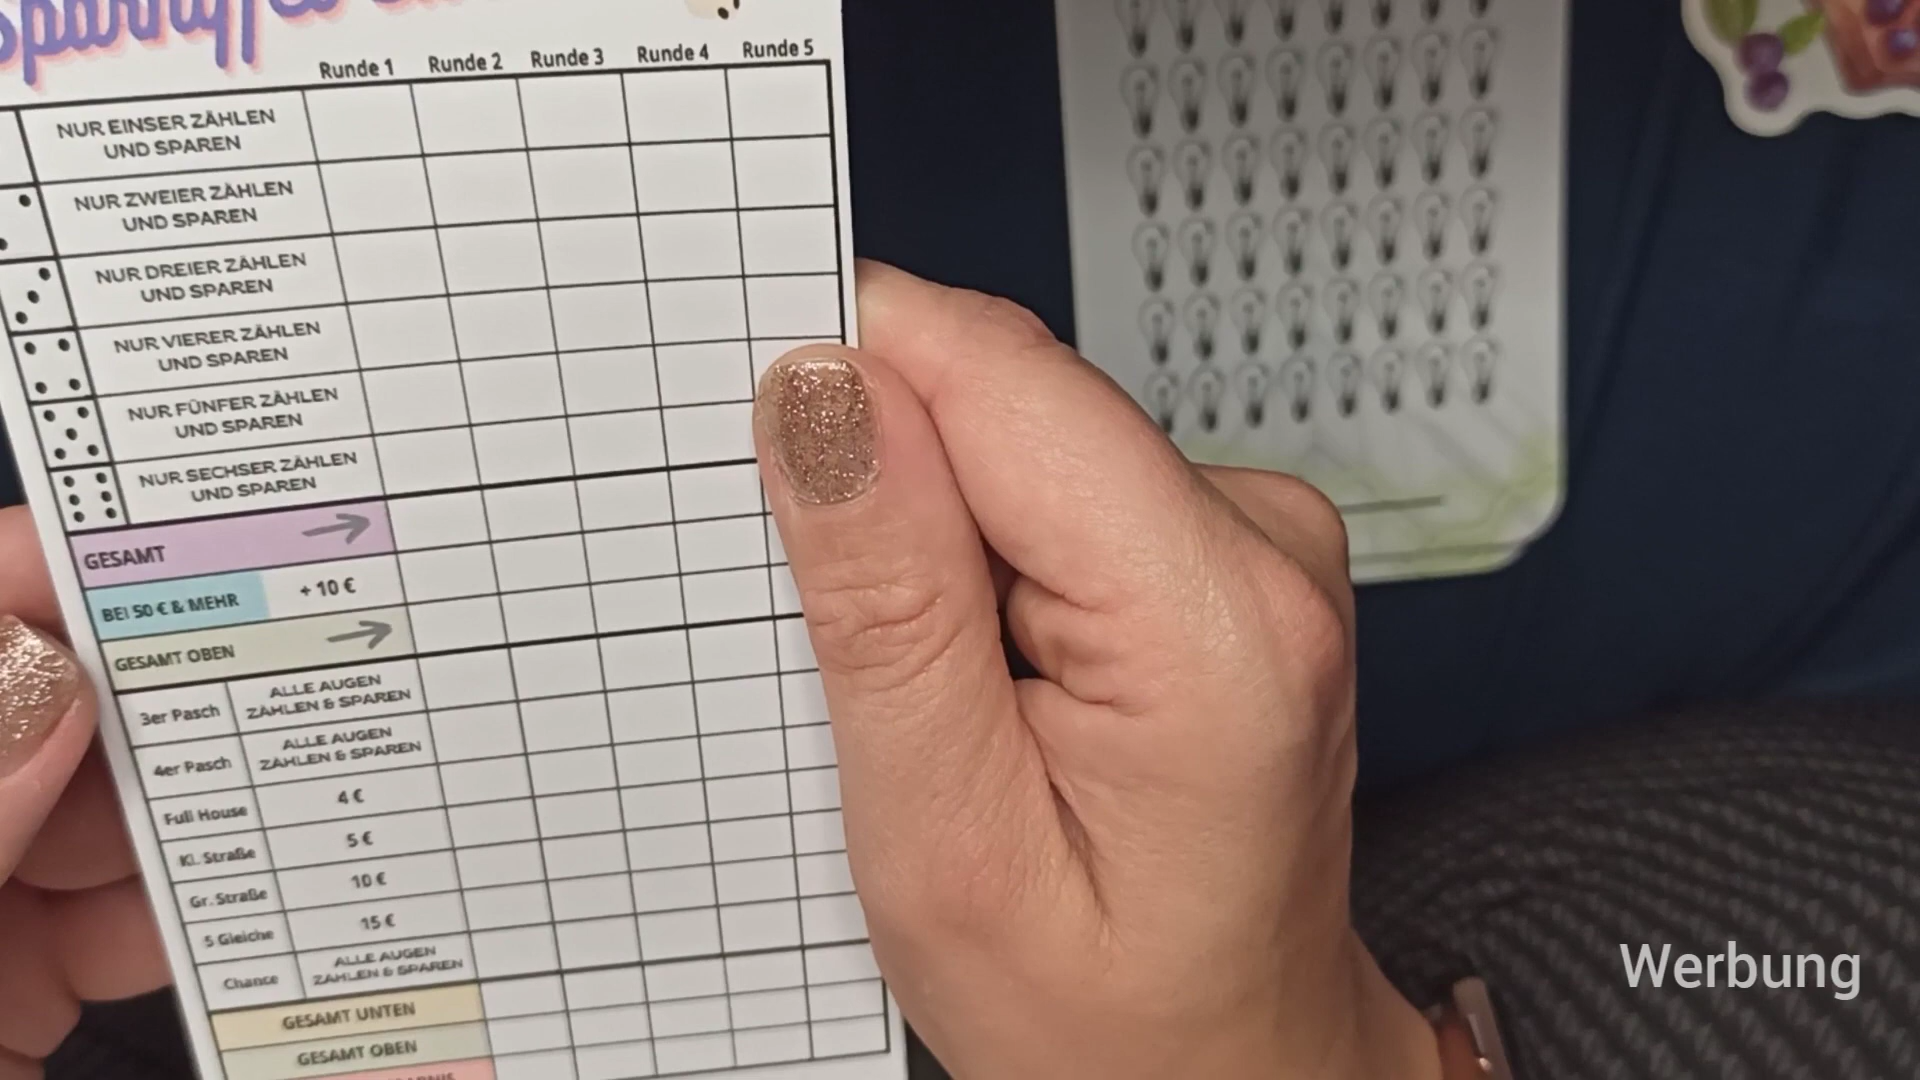 Runde 1 Runde 2 Runde 3 Runde 4 Runde 5
NUR EINSER ZÄHLEN
UND SPAREN
NUR ZWEIER ZÄHLEN
UND SPAREN
NUR DREIER ZÄHLEN
UND SPAREN
NUR VIERER ZÄHLEN
UND SPAREN
NUR FÜNFER ZÄHLEN
UND SPAREN
NUR SECHSER ZÄHLEN
UND SPAREN
GESAMT
BEI 50 € & MEHR + 10 €
GESAMT OBEN
3er Pasch
ALLE AUGEN
ZÄHLEN & SPAREN
4er Pasch
ALLE AUGEN
ZÄHLEN & SPAREN
Full House 4 €
Kl. Straße 5 €
Gr. Straße 10 €
5 Gleiche 15 €
Chance
ALLE AUGEN
ZÄHLEN & SPAREN
GESAMT UNTEN
GESAMT OBEN
Werbung